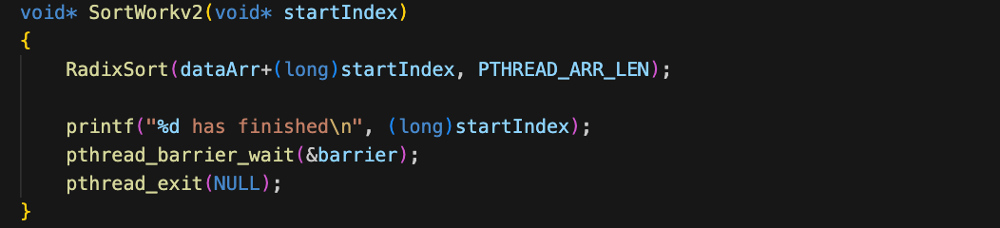 void* SortWorkv2(void* startIndex)
{
    RadixSort(dataArr+(long)startIndex, PTHREAD_ARR_LEN);

    printf("%d has finished\n", (long)startIndex);
    pthread_barrier_wait(&barrier);
    pthread_exit(NULL);
}